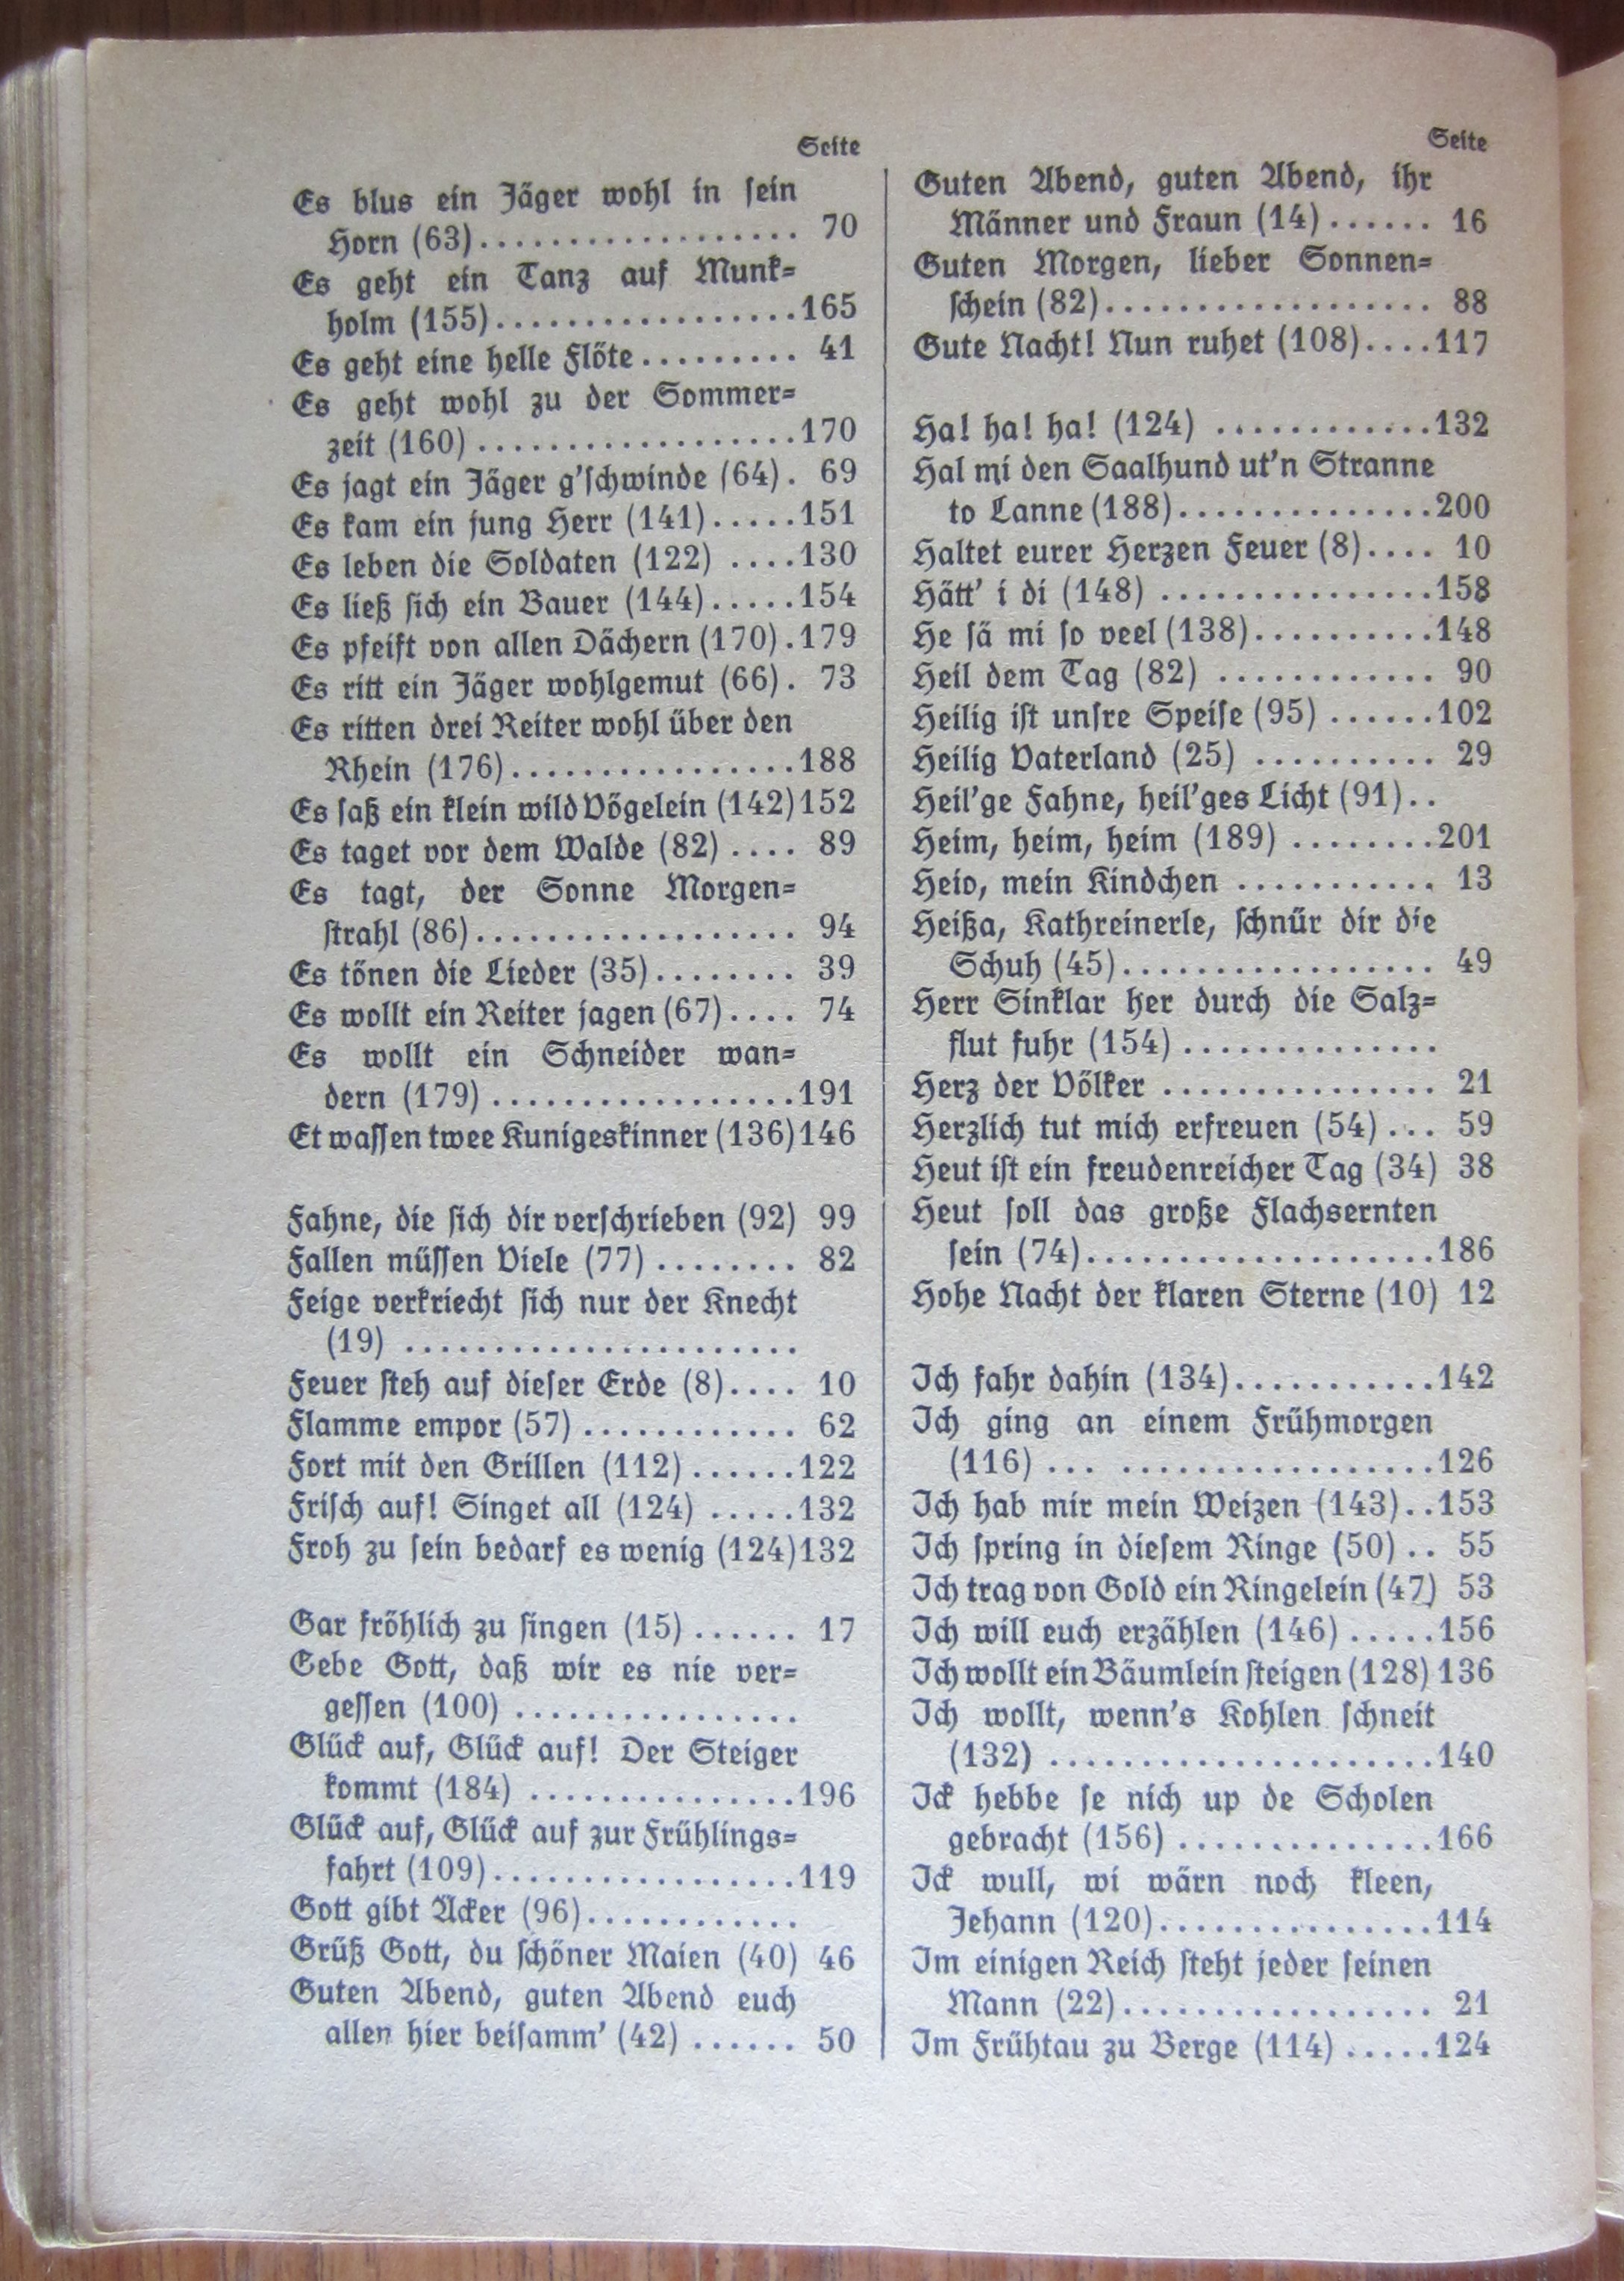 Seite
Es blus ein Jäger wohl in sein
Horn (63).................. 70
Es geht ein Tanz auf Munk=
holm (155).................165
Es geht eine helle Flöte......... 41
Es geht wohl zu der Sommer=
zeit (160) ..................170
Es jagt ein Jäger g'schwinde (64). 69
Es kam ein jung Herr (141).....151
Es leben die Soldaten (122) ....130
Es ließ sich ein Bauer (144).....154
Es pfeift von allen Dächern (170).179
Es ritt ein Jäger wohlgemut (66). 73
Es ritten drei Reiter wohl über den
Rhein (176)................188
Es saß ein klein wild Vögelein (142)152
Es taget vor dem Walde (82) .... 89
Es tagt, der Sonne Morgen=
strahl (86).................. 94
Es tönen die Lieder (35)........ 39
Es wollt ein Reiter jagen (67).... 74
Es wollt ein Schneider wan=
dern (179) .................191
Et wassen twee Kunigeskinner (136)146
Fahne, die sich dir verschrieben (92) 99
Fallen müssen Viele (77) ........ 82
Feige verkriecht sich nur der Knecht
(19) ......................
Feuer steh auf dieser Erde (8).... 10
Flamme empor (57) ............ 62
Fort mit den Grillen (112)......122
Frisch auf! Singet all (124) .....132
Froh zu sein bedarf es wenig (124)132
Gar fröhlich zu singen (15)...... 17
Gebe Gott, daß wir es nie ver=
gessen (100) ................
Glück auf, Glück auf! Der Steiger
kommt (184) ...............196
Glück auf, Glück auf zur Frühlings=
fahrt (109).................119
Gott gibt Äcker (96)............
Grüß Gott, du schöner Maien (40) 46
Guten Abend, guten Abend euch
allen hier beisamm' (42) ...... 50
Seite
Guten Abend, guten Abend, ihr
Männer und Fraun (14)...... 16
Guten Morgen, lieber Sonnen=
schein (82)................... 88
Gute Nacht! Nun ruhet (108)....117
Ha! ha! ha! (124) ............132
Hal mi den Saalhund ut'n Stranne
to Lanne (188)..............200
Haltet eurer Herzen Feuer (8).... 10
Hätt' i di (148) ...............158
He sä mi so veel (138)..........148
Heil dem Tag (82) ............ 90
Heilig ist unsre Speise (95) ......102
Heilig Vaterland (25) .......... 29
Heil'ge Fahne, heil'ges Licht (91)..
Heim, heim, heim (189) ........201
Heio, mein Kindchen ........... 13
Heißa, Kathreinerle, schnür dir die
Schuh (45)................. 49
Herr Sinklar her durch die Salz=
flut fuhr (154) ..............
Herz der Völker ............... 21
Herzlich tut mich erfreuen (54)... 59
Heut ist ein freudenreicher Tag (34) 38
Heut soll das große Flachsernten
sein (74)...................186
Hohe Nacht der klaren Sterne (10) 12
Ich fahr dahin (134)...........142
Ich ging an einem Frühmorgen
(116) ... .................126
Ich hab mir mein Weizen (143)..153
Ich spring in diesem Ringe (50).. 55
Ich trag von Gold ein Ringelein (47) 53
Ich will euch erzählen (146).....156
Ich wollt ein Bäumlein steigen (128) 136
Ich wollt, wenn's Kohlen schneit
(132) .....................140
Ick hebbe se nich up de Scholen
gebracht (156) ..............166
Ick wull, wi wärn noch kleen,
Jehann (120)...............114
Im einigen Reich steht jeder seinen
Mann (22)................. 21
Im Frühtau zu Berge (114).....124